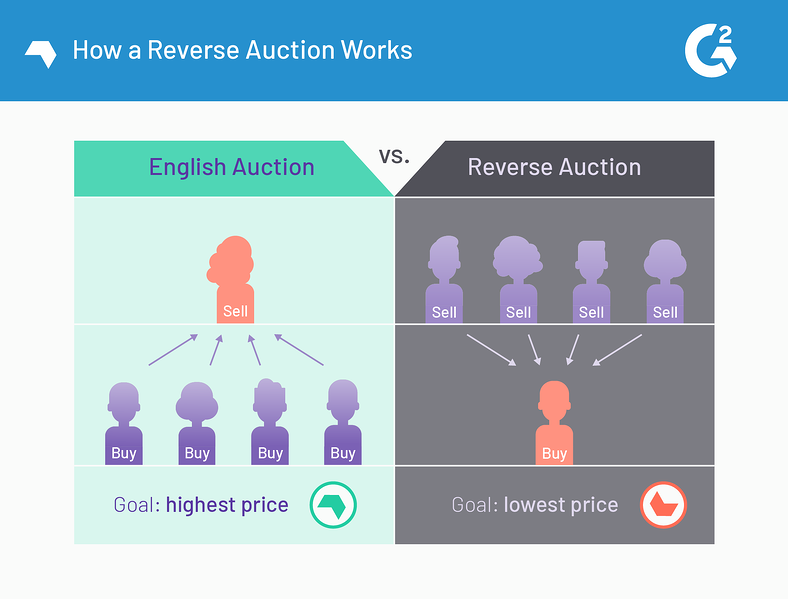 How a Reverse Auction Works
G2
English Auction
vs.
Reverse Auction
Sell
Sell Sell Sell Sell
Buy Buy Buy Buy
Buy
Goal: highest price
Goal: lowest price